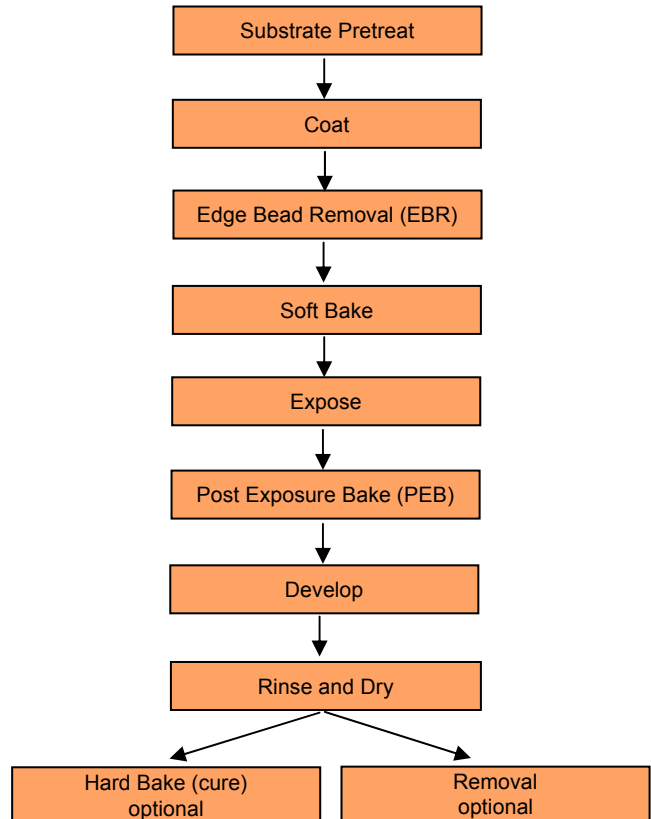 Substrate Pretreat
Coat
Edge Bead Removal (EBR)
Soft Bake
Expose
Post Exposure Bake (PEB)
Develop
Rinse and Dry
Hard Bake (cure)
optional
Removal
optional